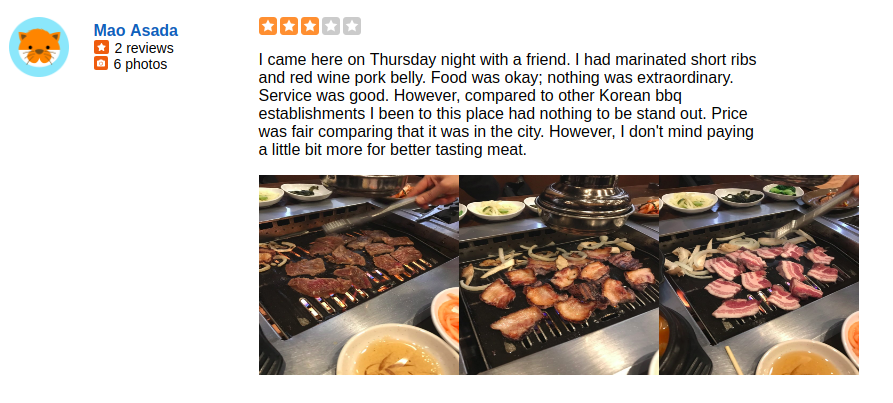 Mao Asada
2 reviews
6 photos
I came here on Thursday night with a friend. I had marinated short ribs
and red wine pork belly. Food was okay; nothing was extraordinary.
Service was good. However, compared to other Korean bbq
establishments I been to this place had nothing to be stand out. Price
was fair comparing that it was in the city. However, I don't mind paying
a little bit more for better tasting meat.